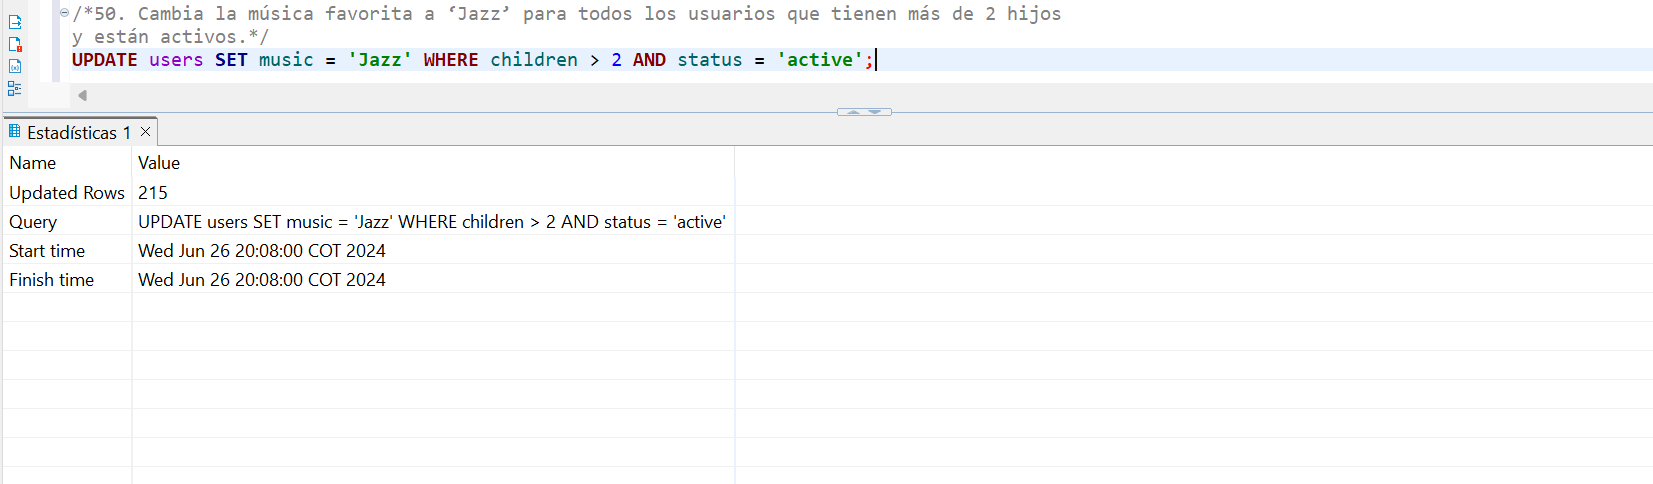 /*50. Cambia la música favorita a ‘Jazz’ para todos los usuarios que tienen más de 2 hijos
y están activos.*/
UPDATE users SET music = 'Jazz' WHERE children > 2 AND status = 'active';
Estadísticas 1
Name Value
Updated Rows 215
Query UPDATE users SET music = 'Jazz' WHERE children > 2 AND status = 'active'
Start time Wed Jun 26 20:08:00 COT 2024
Finish time Wed Jun 26 20:08:00 COT 2024